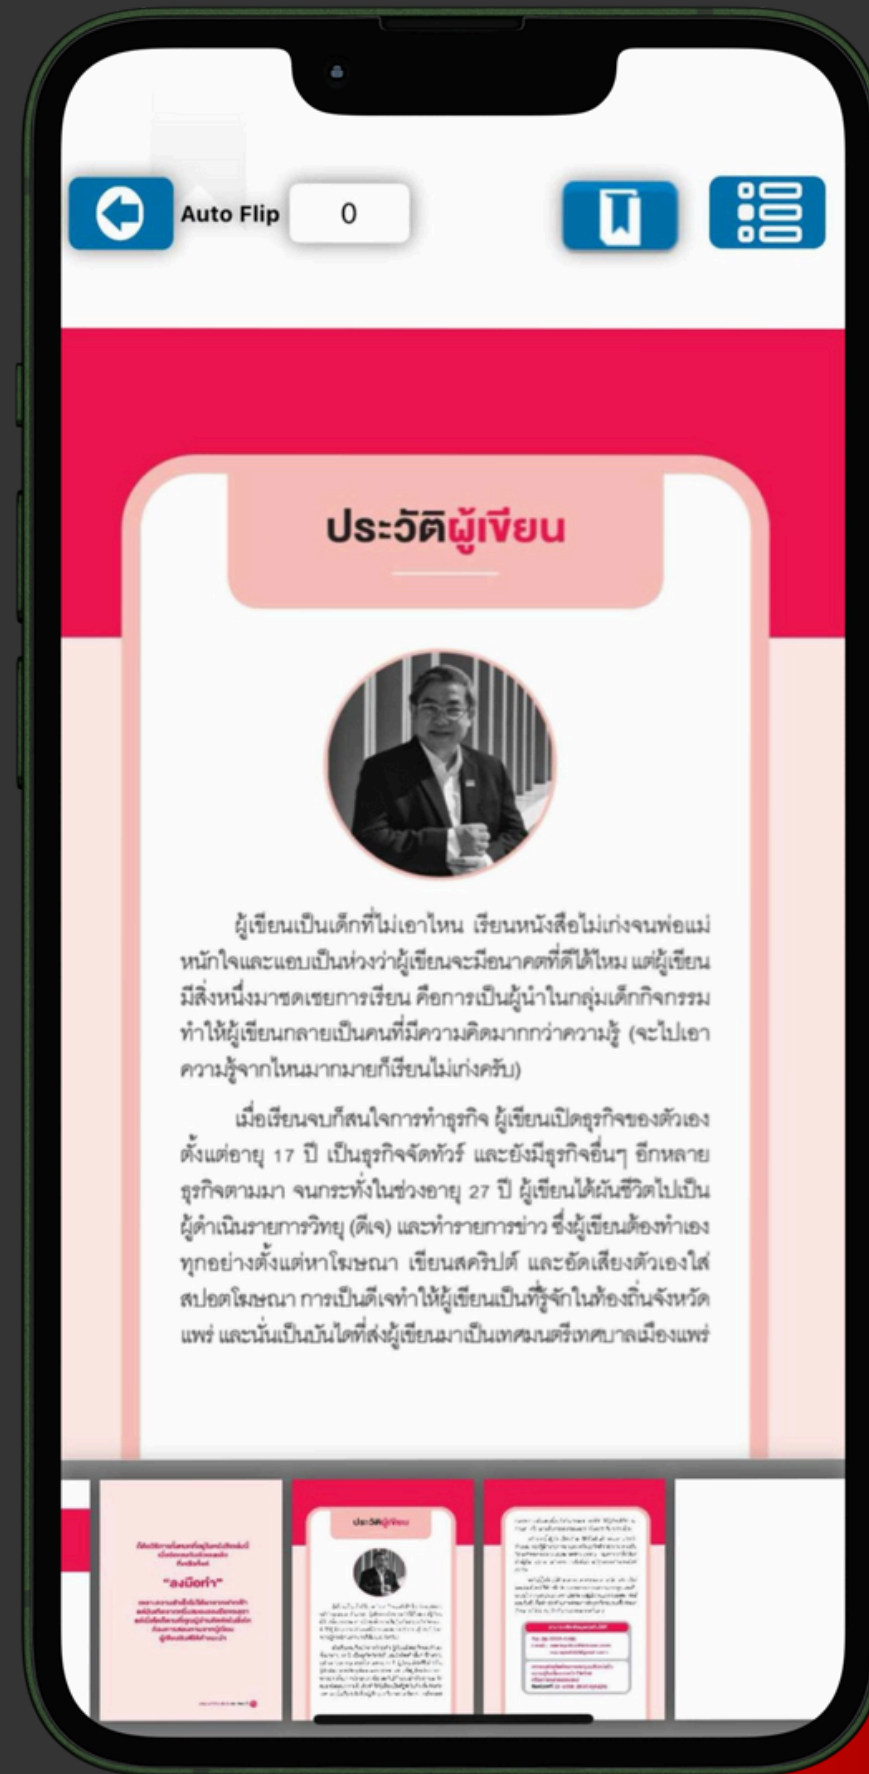 Auto Flip
0
ประวัติผู้เขียน
ผู้เขียนเป็นเด็กที่ไม่เอาไหน เรียนหนังสือไม่เก่งจนพ่อแม่
หนักใจและแอบเป็นห่วงว่าผู้เขียนจะมีอนาคตที่ดีได้ไหม แต่ผู้เขียน
มีสิ่งหนึ่งมาชดเชยการเรียน คือการเป็นผู้นำในกลุ่มเด็กกิจกรรม
ทำให้ผู้เขียนกลายเป็นคนที่มีความคิดมากกว่าความรู้ (จะไปเอา
ความรู้จากไหนมากมายก็เรียนไม่เก่งครับ)
เมื่อเรียนจบก็สนใจการทำธุรกิจ ผู้เขียนเปิดธุรกิจของตัวเอง
ตั้งแต่อายุ 17 ปี เป็นธุรกิจจัดทัวร์ และยังมีธุรกิจอื่นๆ อีกหลาย
ธุรกิจตามมา จนกระทั่งในช่วงอายุ 27 ปี ผู้เขียนได้ผันชีวิตไปเป็น
ผู้ดำเนินรายการวิทยุ (ดีเจ) และทำรายการข่าว ซึ่งผู้เขียนต้องทำเอง
ทุกอย่างตั้งแต่หาโฆษณา เขียนสคริปต์ และอัดเสียงตัวเองใส่
สปอตโฆษณา การเป็นดีเจทำให้ผู้เขียนเป็นที่รู้จักในท้องถิ่นจังหวัด
แพร่ และนั่นเป็นบันไดที่ส่งผู้เขียนมาเป็นเทศมนตรีเทศบาลเมืองแพร่
"ลงมือทำ"
ประวัติผู้เขียน